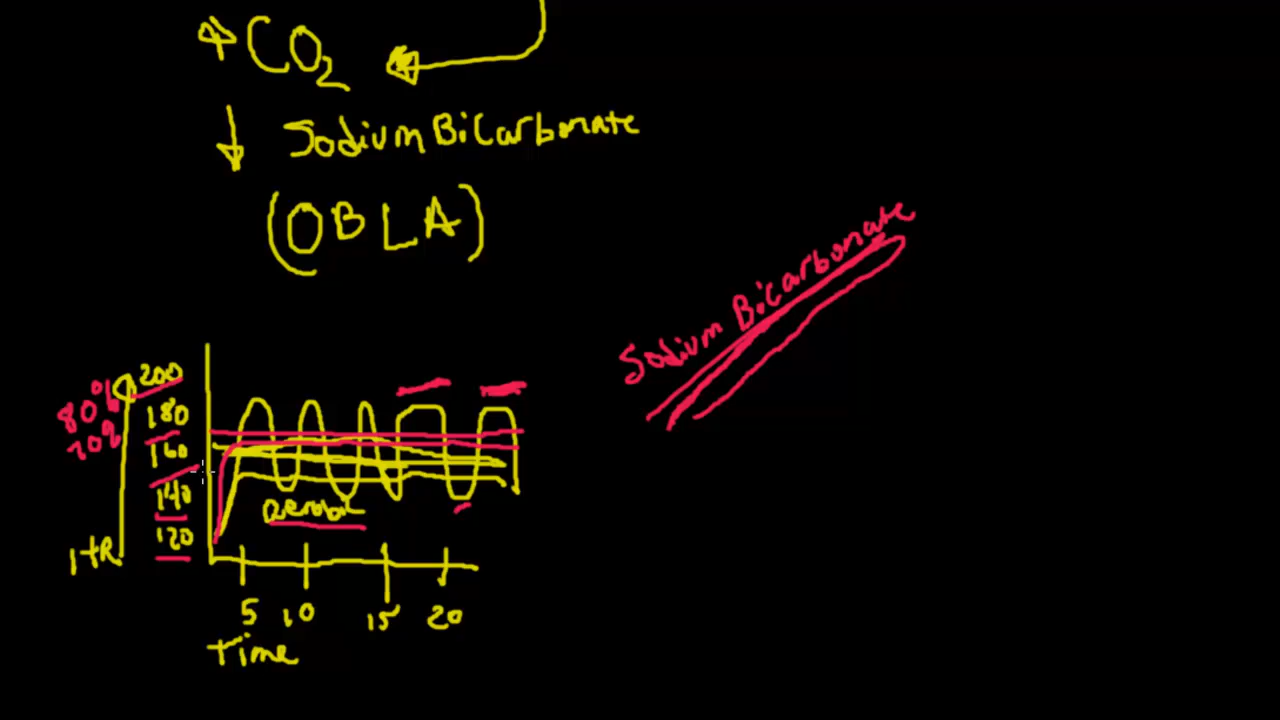 ↑CO2
↓ Sodium Bicarbonate
(OBLA)
Sodium Bicarbonate
200
80%
180
70%
160
140
Aerobic
120
HR
5 10 15 20
Time